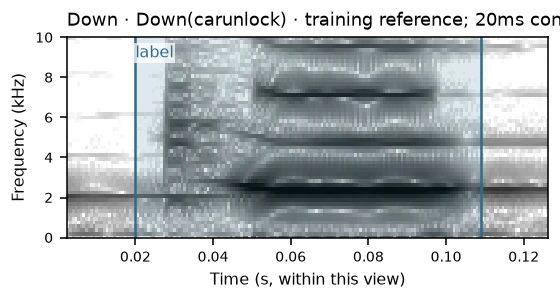 Down · Down(carunlock) · training reference; 20ms con
label
10
8
6
4
2
0
Frequency (kHz)
0.02 0.04 0.06 0.08 0.10 0.12
Time (s, within this view)